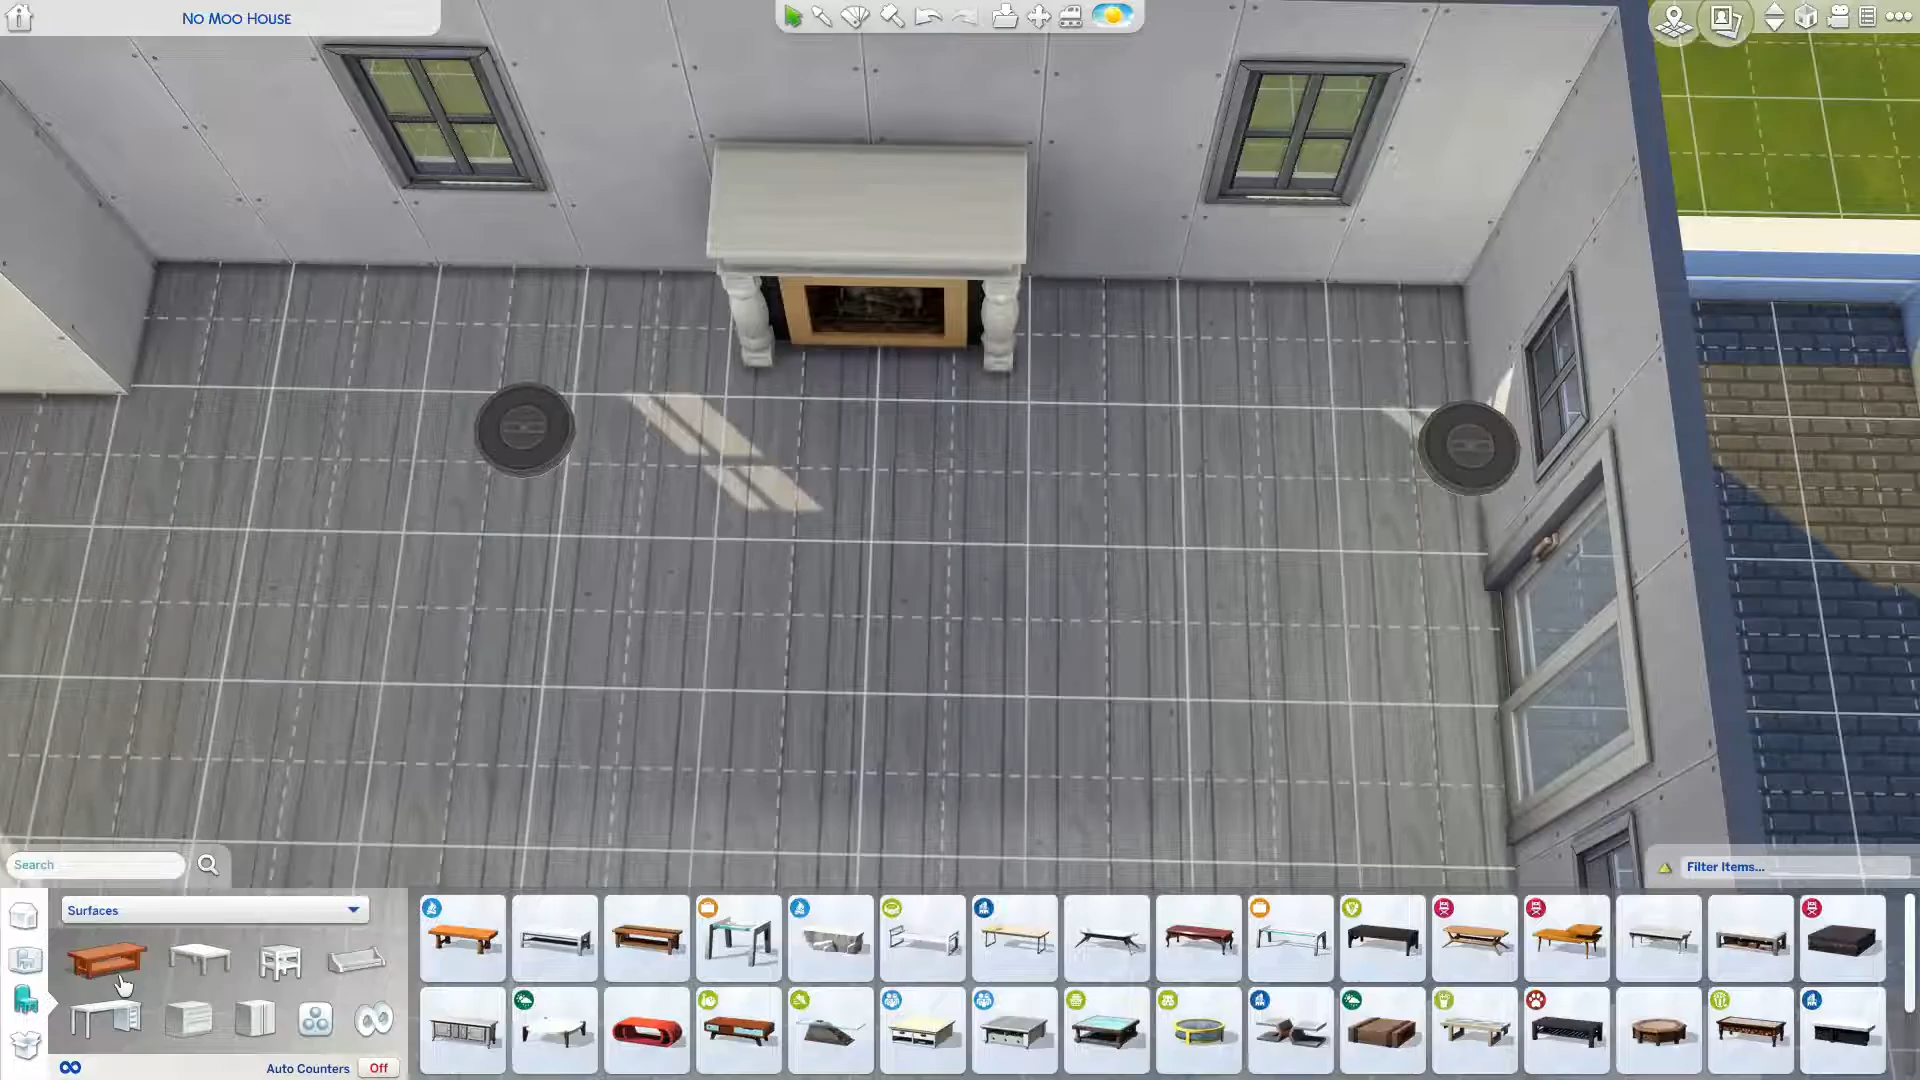 No Moo House
Search
Filter Items...
Surfaces
Auto Counters
Off